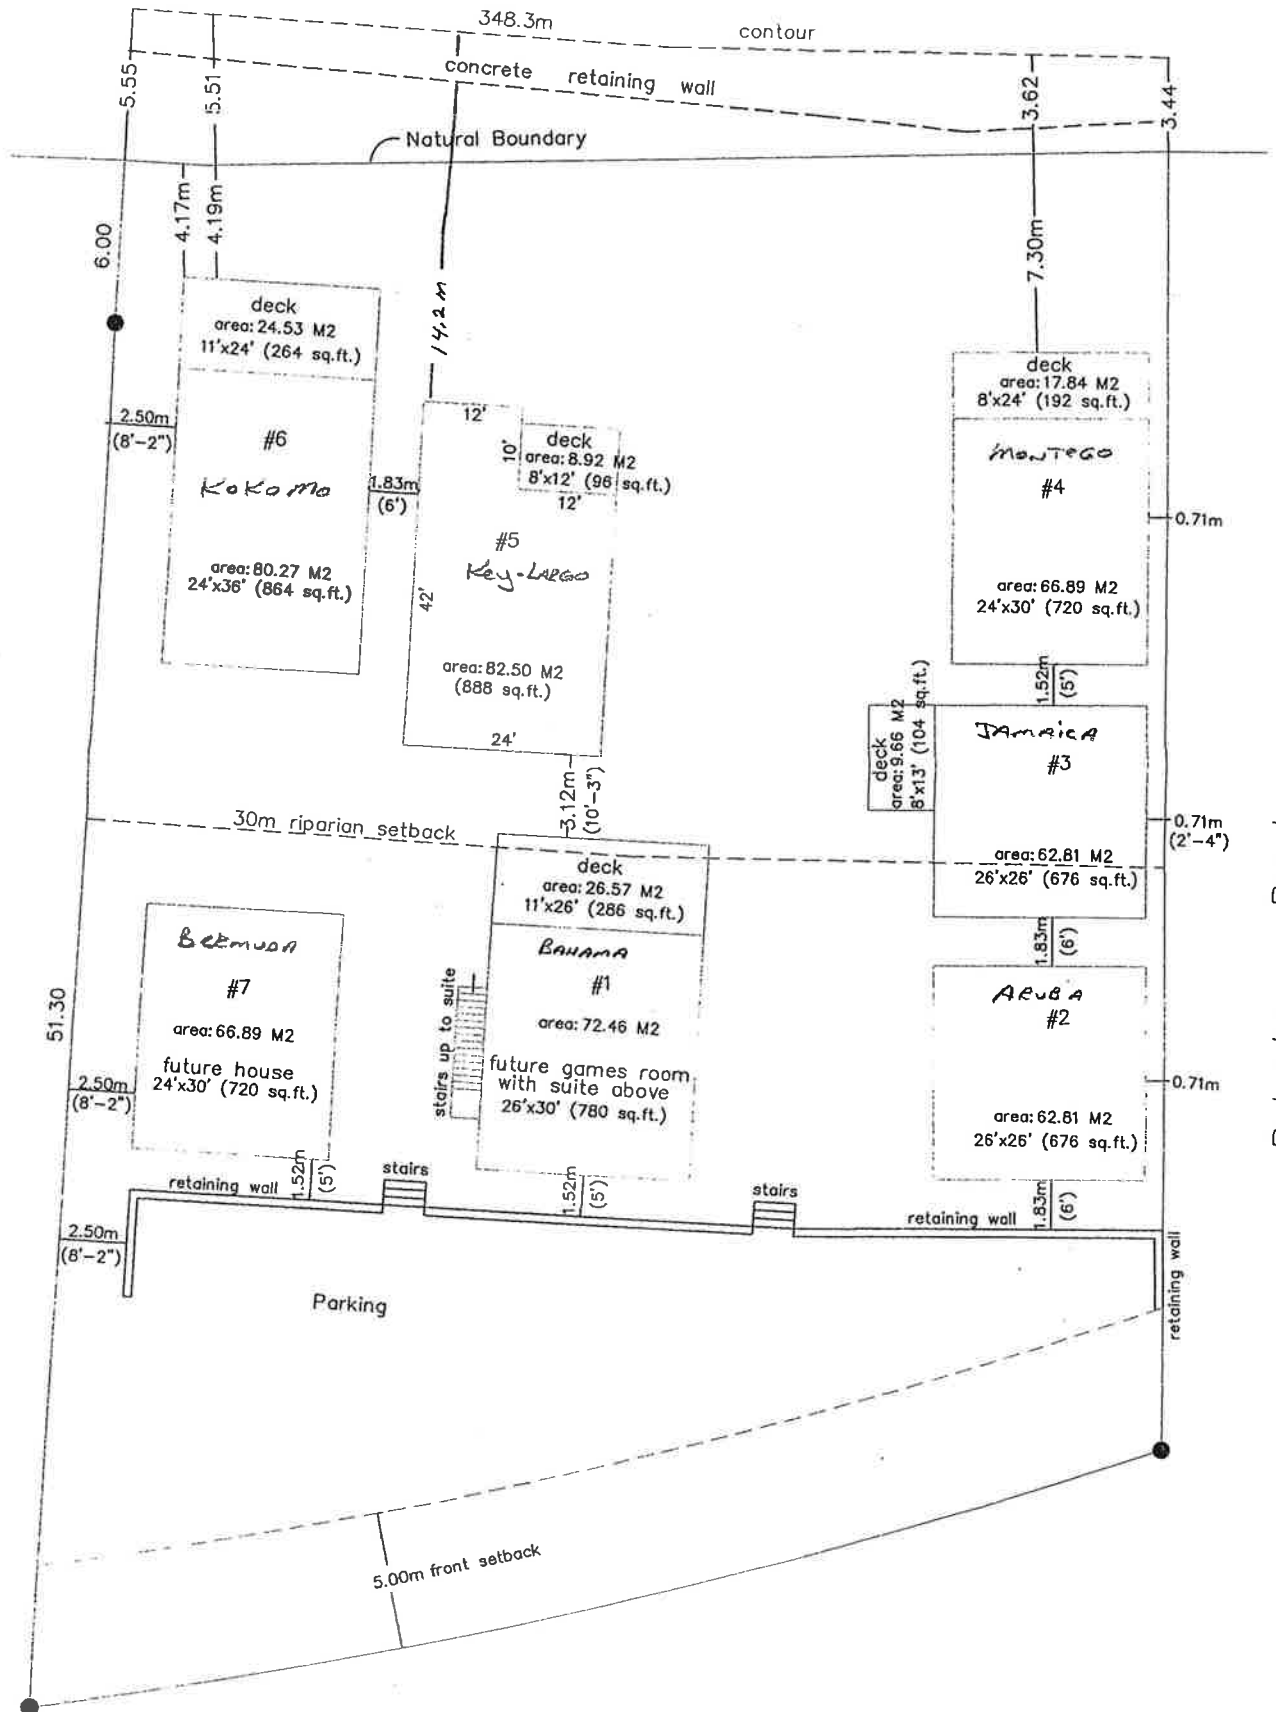 348.3m
contour
concrete retaining wall
5.55
5.51
3.62
3.44
Natural Boundary
4.17m
4.19m
6.00
7.30m
14.2 m
deck
area: 24.53 M2
11'x24' (264 sq.ft.)
2.50m
(8'-2")
#6
KOKOMO
area: 80.27 M2
24'x36' (864 sq.ft.)
1.83m
(6')
12'
10'
deck
area: 8.92 M2
8'x12' (96 sq.ft.)
12'
#5
Key-LARGO
42'
area: 82.50 M2
(888 sq.ft.)
24'
3.12m
(10'-3")
deck
area: 17.84 M2
8'x24' (192 sq.ft.)
MONTEGO
#4
0.71m
area: 66.89 M2
24'x30' (720 sq.ft.)
1.52m
(5')
deck
area: 9.66 M2
8'x13' (104 sq.ft.)
JAMAICA
#3
0.71m
(2'-4")
area: 62.81 M2
26'x26' (676 sq.ft.)
1.83m
(6')
30m riparian setback
deck
area: 26.57 M2
11'x26' (286 sq.ft.)
BAHAMA
#1
area: 72.46 M2
future games room
with suite above
26'x30' (780 sq.ft.)
stairs up to suite
BERMUDA
#7
area: 66.89 M2
future house
24'x30' (720 sq.ft.)
51.30
2.50m
(8'-2")
ARUBA
#2
0.71m
area: 62.81 M2
26'x26' (676 sq.ft.)
retaining wall
1.52m
(5')
stairs
1.52m
(5')
stairs
retaining wall
1.83m
(6')
retaining wall
2.50m
(8'-2")
Parking
5.00m front setback